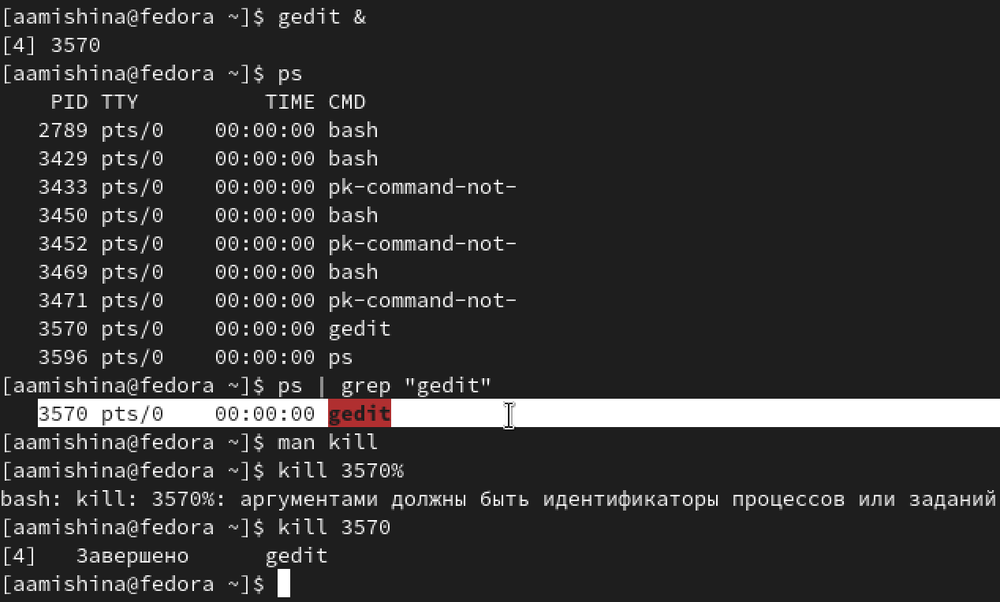 [aamishina@fedora ~]$ gedit &
[4] 3570
[aamishina@fedora ~]$ ps
    PID TTY          TIME CMD
   2789 pts/0    00:00:00 bash
   3429 pts/0    00:00:00 bash
   3433 pts/0    00:00:00 pk-command-not-
   3450 pts/0    00:00:00 bash
   3452 pts/0    00:00:00 pk-command-not-
   3469 pts/0    00:00:00 bash
   3471 pts/0    00:00:00 pk-command-not-
   3570 pts/0    00:00:00 gedit
   3596 pts/0    00:00:00 ps
[aamishina@fedora ~]$ ps | grep "gedit"
   3570 pts/0    00:00:00 gedit
[aamishina@fedora ~]$ man kill
[aamishina@fedora ~]$ kill 3570%
bash: kill: 3570%: аргументами должны быть идентификаторы процессов или заданий
[aamishina@fedora ~]$ kill 3570
[4]   Завершено      gedit
[aamishina@fedora ~]$